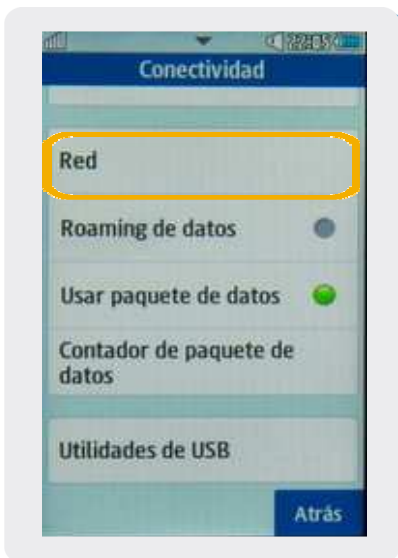 22:05
Conectividad
Red
Roaming de datos
Usar paquete de datos
Contador de paquete de
datos
Utilidades de USB
Atrás